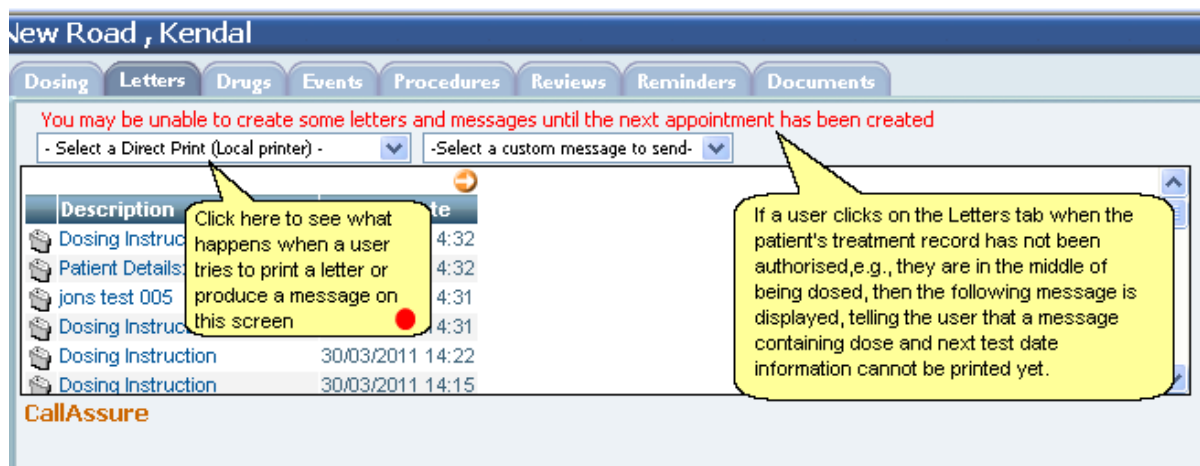 New Road , Kendal
Dosing Letters Drugs Events Procedures Reviews Reminders Documents
You may be unable to create some letters and messages until the next appointment has been created
- Select a Direct Print (Local printer) - -Select a custom message to send-
Description te
Dosing Instruc 4:32
Patient Details: 4:32
jons test 005 4:31
Dosing Instruc 4:31
Dosing Instruction 30/03/2011 14:22
Dosing Instruction 30/03/2011 14:15
Click here to see what
happens when a user
tries to print a letter or
produce a message on
this screen
If a user clicks on the Letters tab when the
patient's treatment record has not been
authorised,e.g., they are in the middle of
being dosed, then the following message is
displayed, telling the user that a message
containing dose and next test date
information cannot be printed yet.
CallAssure